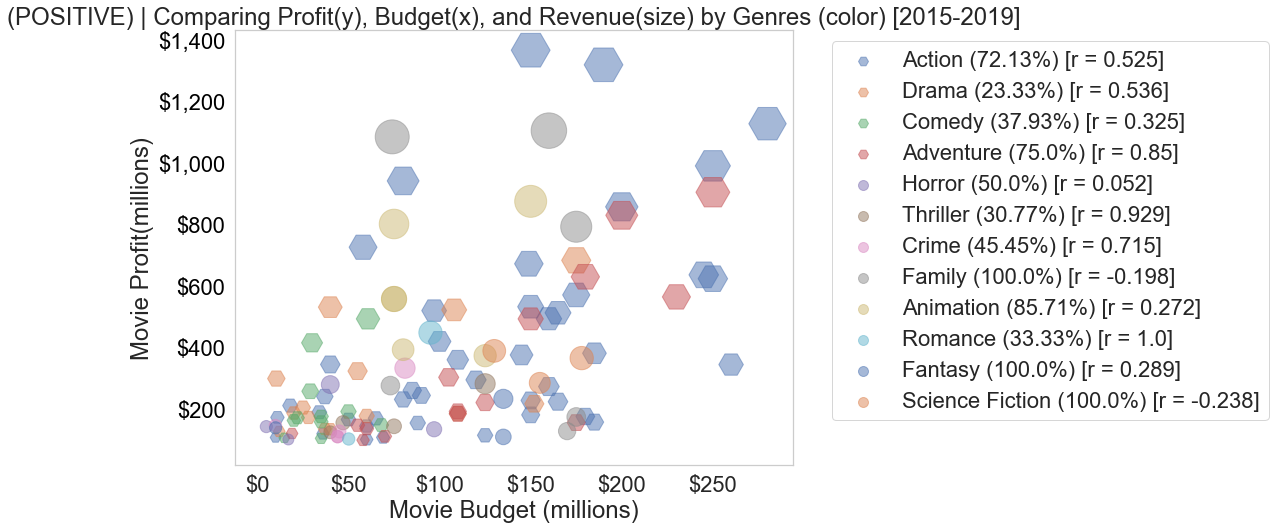 (POSITIVE) | Comparing Profit(y), Budget(x), and Revenue(size) by Genres (color) [2015-2019]
Movie Profit(millions)
$1,400
$1,200
$1,000
$800
$600
$400
$200
$0
$50
$100
$150
$200
$250
Movie Budget (millions)
Action (72.13%) [r = 0.525]
Drama (23.33%) [r = 0.536]
Comedy (37.93%) [r = 0.325]
Adventure (75.0%) [r = 0.85]
Horror (50.0%) [r = 0.052]
Thriller (30.77%) [r = 0.929]
Crime (45.45%) [r = 0.715]
Family (100.0%) [r = -0.198]
Animation (85.71%) [r = 0.272]
Romance (33.33%) [r = 1.0]
Fantasy (100.0%) [r = 0.289]
Science Fiction (100.0%) [r = -0.238]